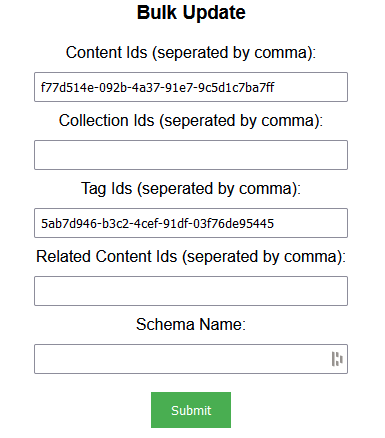 Bulk Update
Content Ids (seperated by comma):
f77d514e-092b-4a37-91e7-9c5d1c7ba7ff
Collection Ids (seperated by comma):
Tag Ids (seperated by comma):
5ab7d946-b3c2-4cef-91df-03f76de95445
Related Content Ids (seperated by comma):
Schema Name:
Submit